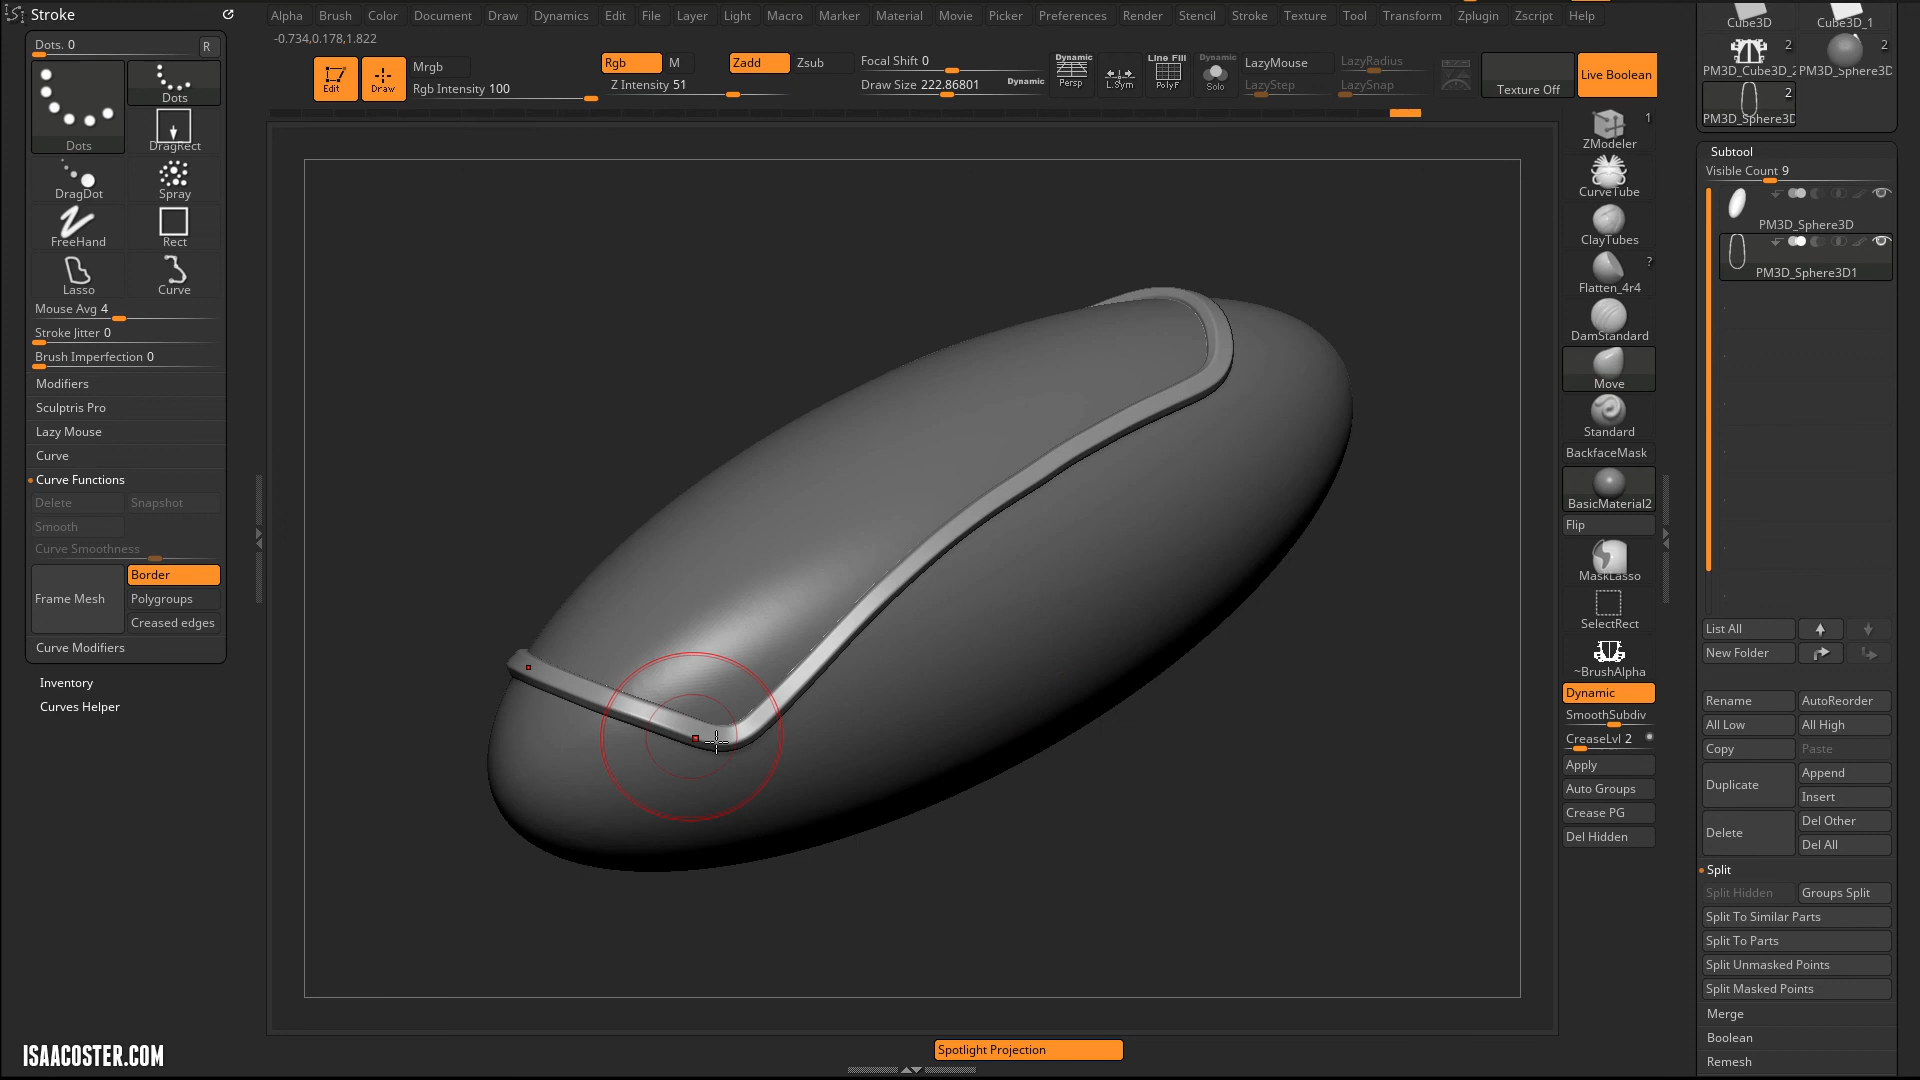 Stroke
Alpha Brush Color Document Draw Dynamics Edit File Layer Light Macro Marker Material Movie Picker Preferences Render Stencil Stroke Texture Tool Transform Zplugin Zscript Help
-0.734,0.178,1.822
Dots. 0
R
Dots
Dots
DragRect
DragDot
Spray
FreeHand
Rect
Lasso
Curve
Mouse Avg 4
Stroke Jitter 0
Brush Imperfection 0
Modifiers
Sculptris Pro
Lazy Mouse
Curve
Curve Functions
Delete
Snapshot
Smooth
Curve Smoothness
Frame Mesh
Border
Polygroups
Creased edges
Curve Modifiers
Inventory
Curves Helper
ISAACOSTER.COM
Edit
Draw
Mrgb
Rgb Intensity 100
Rgb
M
Z Intensity 51
Zadd
Zsub
Focal Shift 0
Draw Size 222.86801
Dynamic
Dynamic
Persp
L.Sym
Line Fill
PolyF
Dynamic
Solo
LazyMouse
LazyStep
LazyRadius
LazySnap
Texture Off
Live Boolean
Spotlight Projection
ZModeler
1
CurveTube
ClayTubes
Flatten_4r4
?
DamStandard
Move
Standard
BackfaceMask
BasicMaterial2
Flip
MaskLasso
SelectRect
~BrushAlpha
Dynamic
SmoothSubdiv
CreaseLvl 2
Apply
Auto Groups
Crease PG
Del Hidden
Cube3D
Cube3D_1
2
2
PM3D_Cube3D_2
PM3D_Sphere3D
2
PM3D_Sphere3D
Subtool
Visible Count 9
PM3D_Sphere3D
PM3D_Sphere3D1
List All
New Folder
Rename
AutoReorder
All Low
All High
Copy
Paste
Duplicate
Append
Insert
Delete
Del Other
Del All
Split
Split Hidden
Groups Split
Split To Similar Parts
Split To Parts
Split Unmasked Points
Split Masked Points
Merge
Boolean
Remesh